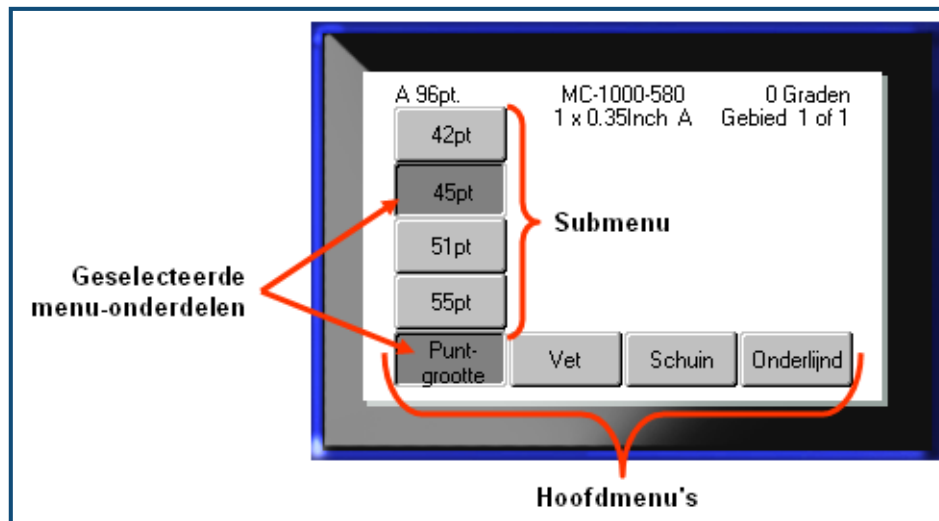 A 96pt. MC-1000-580 0 Graden
1 x 0.35Inch A Gebied 1 of 1
42pt
45pt
Submenu
51pt
Geselecteerde
menu-onderdelen
55pt
Punt-
grootte
Vet Schuin Onderlijnd
Hoofdmenu's